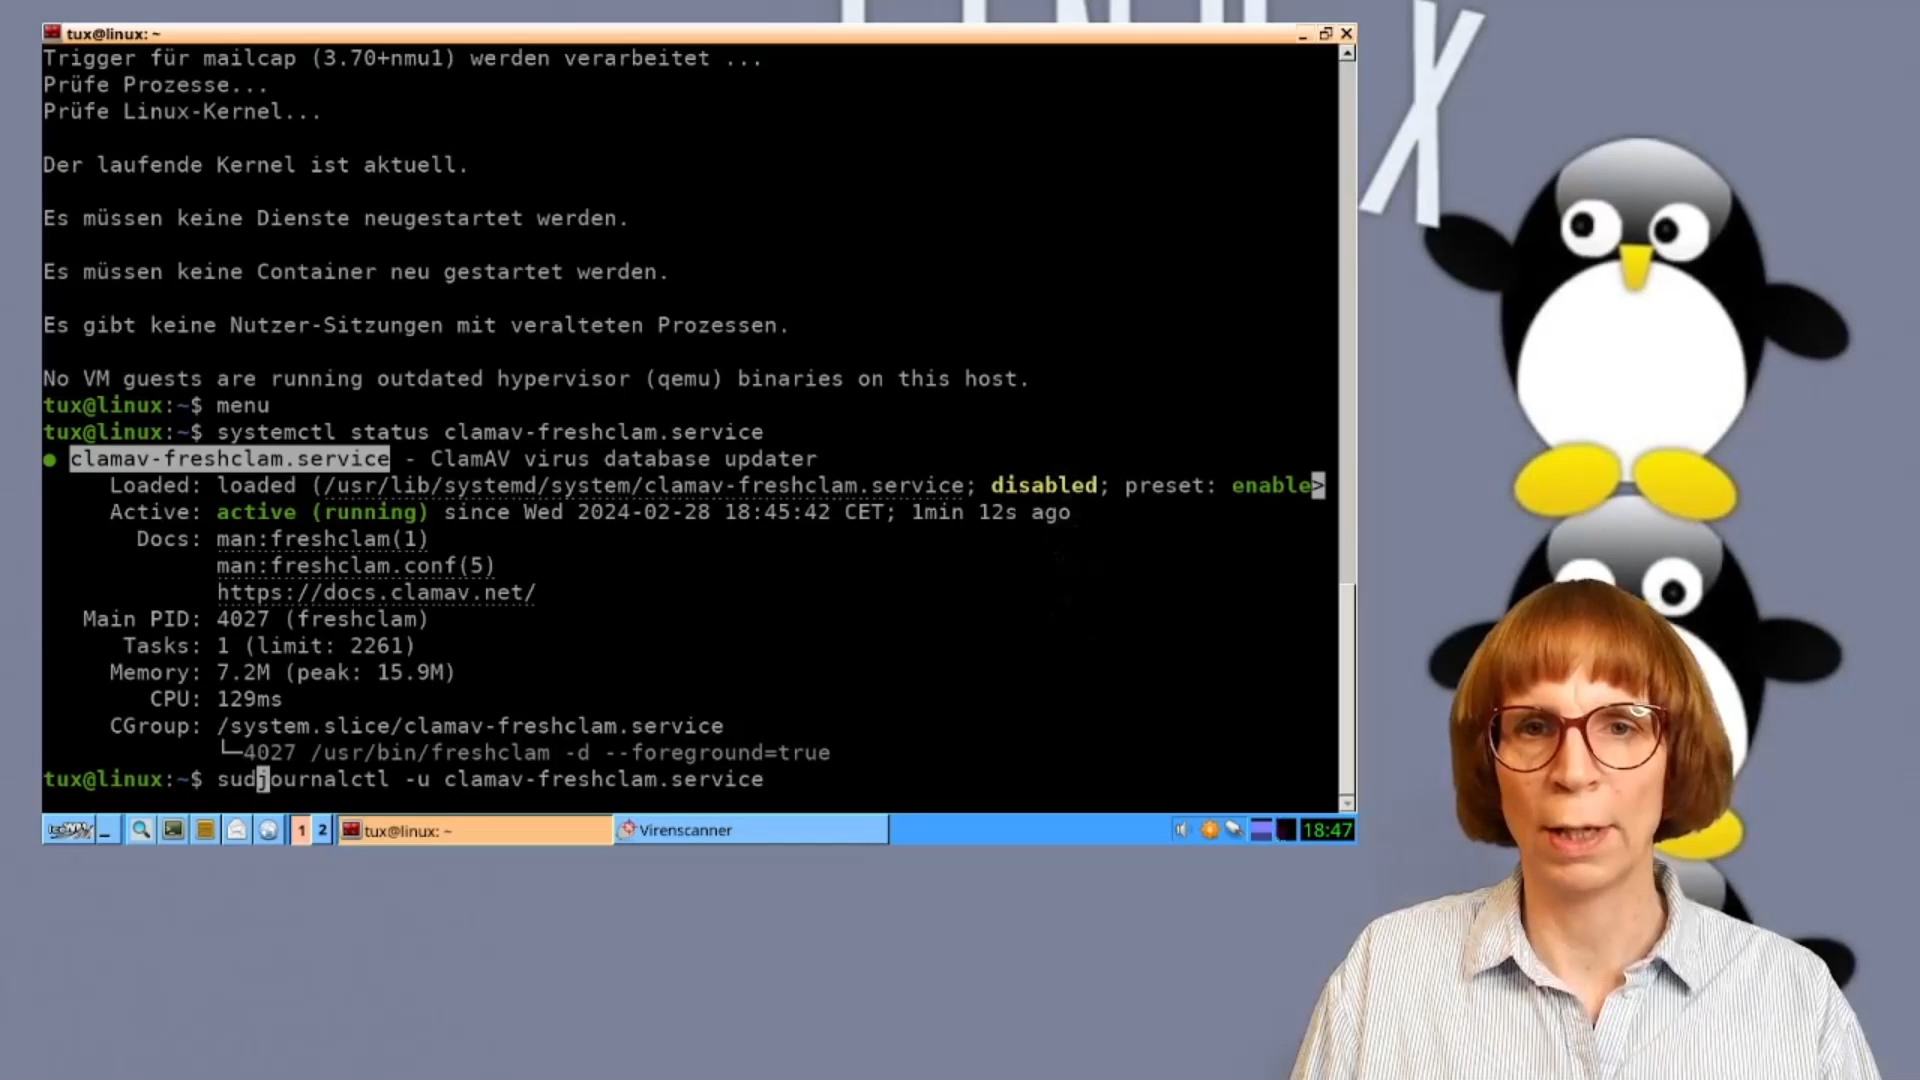 tux@linux: ~
Trigger für mailcap (3.70+nmu1) werden verarbeitet ...
Prüfe Prozesse...
Prüfe Linux-Kernel...
Der laufende Kernel ist aktuell.
Es müssen keine Dienste neugestartet werden.
Es müssen keine Container neu gestartet werden.
Es gibt keine Nutzer-Sitzungen mit veralteten Prozessen.
No VM guests are running outdated hypervisor (qemu) binaries on this host.
tux@linux:~$ menu
tux@linux:~$ systemctl status clamav-freshclam.service
● clamav-freshclam.service - ClamAV virus database updater
Loaded: loaded (/usr/lib/systemd/system/clamav-freshclam.service; disabled; preset: enable>
Active: active (running) since Wed 2024-02-28 18:45:42 CET; 1min 12s ago
Docs: man:freshclam(1)
man:freshclam.conf(5)
https://docs.clamav.net/
Main PID: 4027 (freshclam)
Tasks: 1 (limit: 2261)
Memory: 7.2M (peak: 15.9M)
CPU: 129ms
CGroup: /system.slice/clamav-freshclam.service
└─4027 /usr/bin/freshclam -d --foreground=true
tux@linux:~$ sudjournalctl -u clamav-freshclam.service
1 2 tux@linux: ~ Virenscanner 18:47
X